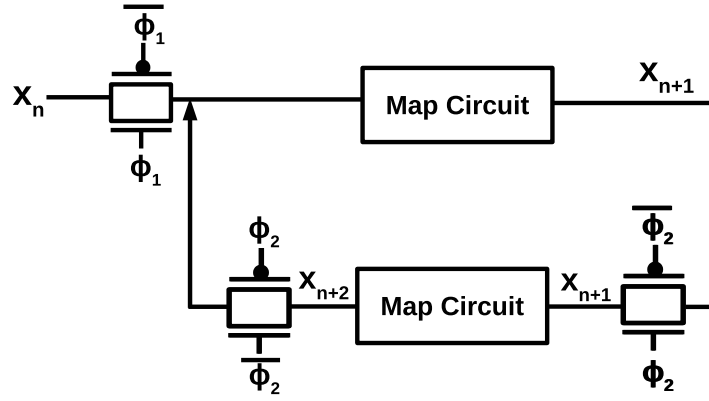 ϕ̅₁
Xₙ
Map Circuit
Xₙ₊₁
ϕ₁
ϕ₂
Xₙ₊₂
Map Circuit
Xₙ₊₁
ϕ̅₂
ϕ̅₂
ϕ₂